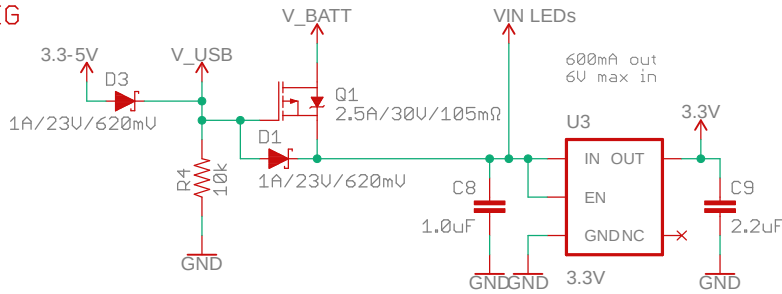 IG
V_BATT
VIN LEDs
3.3-5V
V_USB
600mA out
6V max in
D3
Q1
2.5A/30V/105mΩ
1A/23V/620mV
U3
3.3V
D1
IN OUT
R4
10k
1A/23V/620mV
C8
EN
C9
1.0uF
GND NC
2.2uF
GND
GND
GND
3.3V
GND